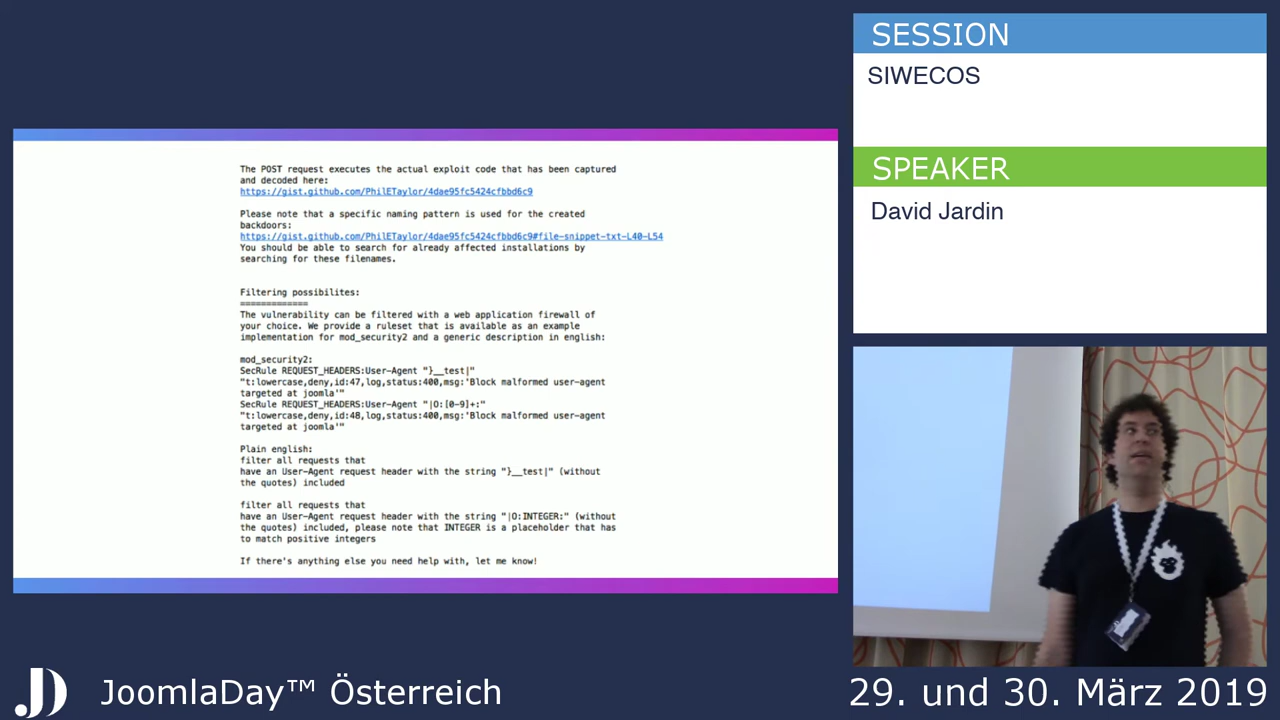 The POST request executes the actual exploit code that has been captured
and decoded here:
https://gist.github.com/PhilETaylor/4dae95fc5424cfbbd6c9
Please note that a specific naming pattern is used for the created
backdoors:
https://gist.github.com/PhilETaylor/4dae95fc5424cfbbd6c9#file-snippet-txt-L40-L54
You should be able to search for already affected installations by
searching for these filenames.
Filtering possibilites:
=============
The vulnerability can be filtered with a web application firewall of
your choice. We provide a ruleset that is available as an example
implementation for mod_security2 and a generic description in english:
mod_security2:
SecRule REQUEST_HEADERS:User-Agent "}__test|"
"t:lowercase,deny,id:47,log,status:400,msg:'Block malformed user-agent
targeted at joomla'"
SecRule REQUEST_HEADERS:User-Agent "|O:[0-9]+:"
"t:lowercase,deny,id:48,log,status:400,msg:'Block malformed user-agent
targeted at joomla'"
Plain english:
filter all requests that
have an User-Agent request header with the string "}__test|" (without
the quotes) included
filter all requests that
have an User-Agent request header with the string "|O:INTEGER:" (without
the quotes) included, please note that INTEGER is a placeholder that has
to match positive integers
If there's anything else you need help with, let me know!
SESSION
SIWECOS
SPEAKER
David Jardin
JoomlaDay™ Österreich
29. und 30. März 2019